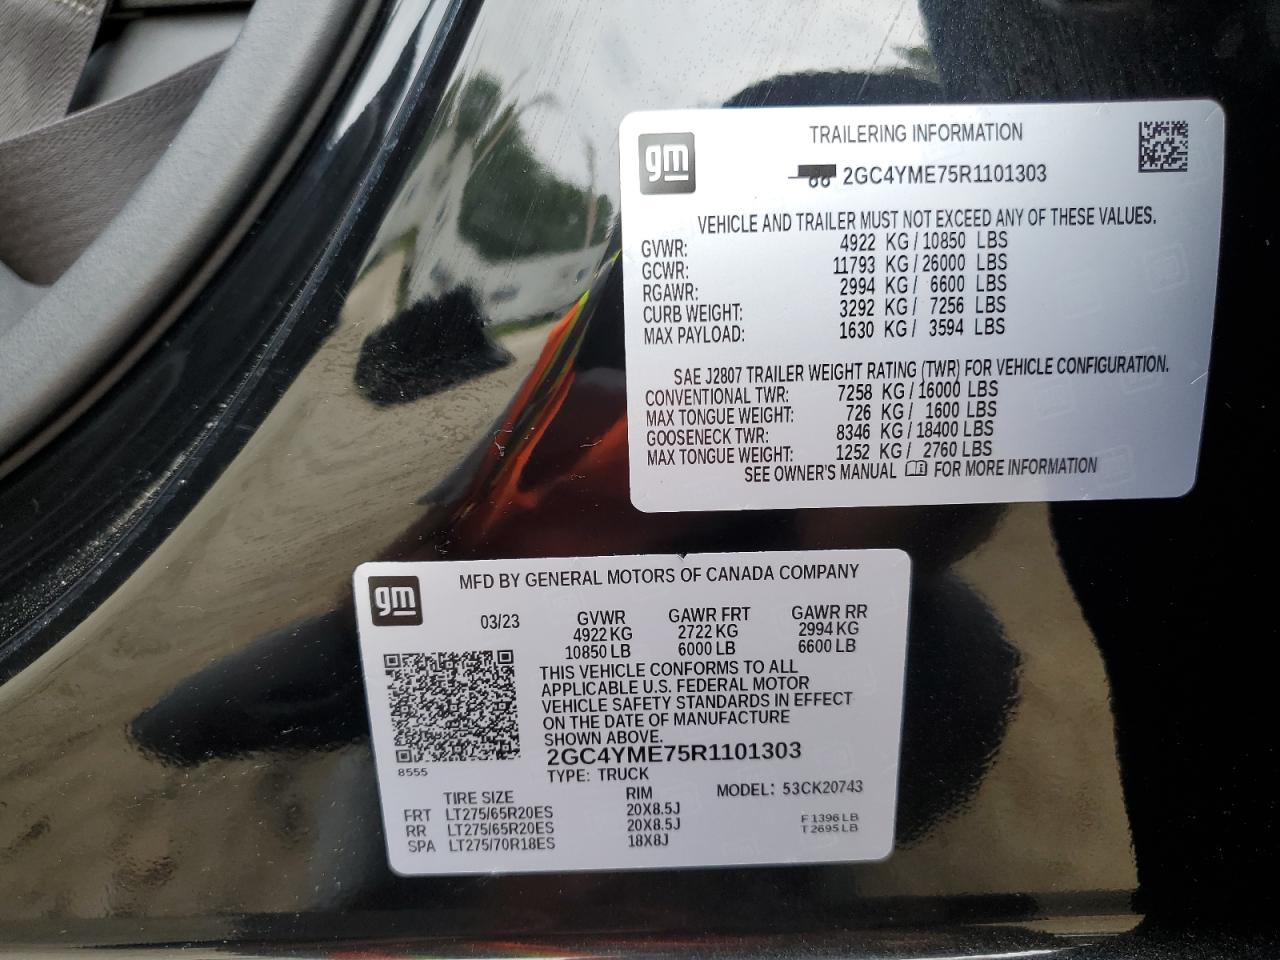 gm
TRAILERING INFORMATION
2GC4YME75R1101303
VEHICLE AND TRAILER MUST NOT EXCEED ANY OF THESE VALUES.
GVWR: 4922 KG / 10850 LBS
GCWR: 11793 KG / 26000 LBS
RGAWR: 2994 KG / 6600 LBS
CURB WEIGHT: 3292 KG / 7256 LBS
MAX PAYLOAD: 1630 KG / 3594 LBS
SAE J2807 TRAILER WEIGHT RATING (TWR) FOR VEHICLE CONFIGURATION.
CONVENTIONAL TWR: 7258 KG / 16000 LBS
MAX TONGUE WEIGHT: 726 KG / 1600 LBS
GOOSENECK TWR: 8346 KG / 18400 LBS
MAX TONGUE WEIGHT: 1252 KG / 2760 LBS
SEE OWNER'S MANUAL FOR MORE INFORMATION
gm
MFD BY GENERAL MOTORS OF CANADA COMPANY
03/23 GVWR GAWR FRT GAWR RR
4922 KG 2722 KG 2994 KG
10850 LB 6000 LB 6600 LB
THIS VEHICLE CONFORMS TO ALL
APPLICABLE U.S. FEDERAL MOTOR
VEHICLE SAFETY STANDARDS IN EFFECT
ON THE DATE OF MANUFACTURE
SHOWN ABOVE.
2GC4YME75R1101303
8555
TYPE: TRUCK
MODEL: 53CK20743
TIRE SIZE RIM
FRT LT275/65R20ES 20X8.5J
RR LT275/65R20ES 20X8.5J
SPA LT275/70R18ES 18X8J
F 1396 LB
T 2695 LB